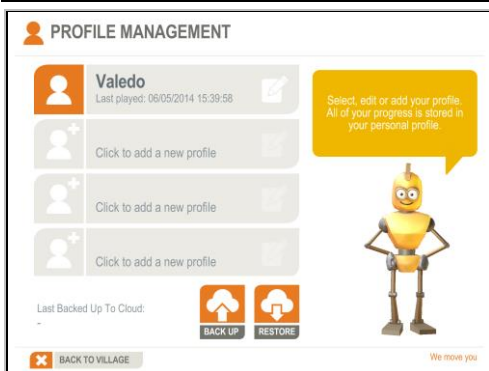 PROFILE MANAGEMENT
Valedo
Last played: 06/05/2014 15:39:58
Click to add a new profile
Click to add a new profile
Click to add a new profile
Select, edit or add your profile.
All of your progress is stored in
your personal profile.
Last Backed Up To Cloud:
-
BACK UP
RESTORE
BACK TO VILLAGE
We move you